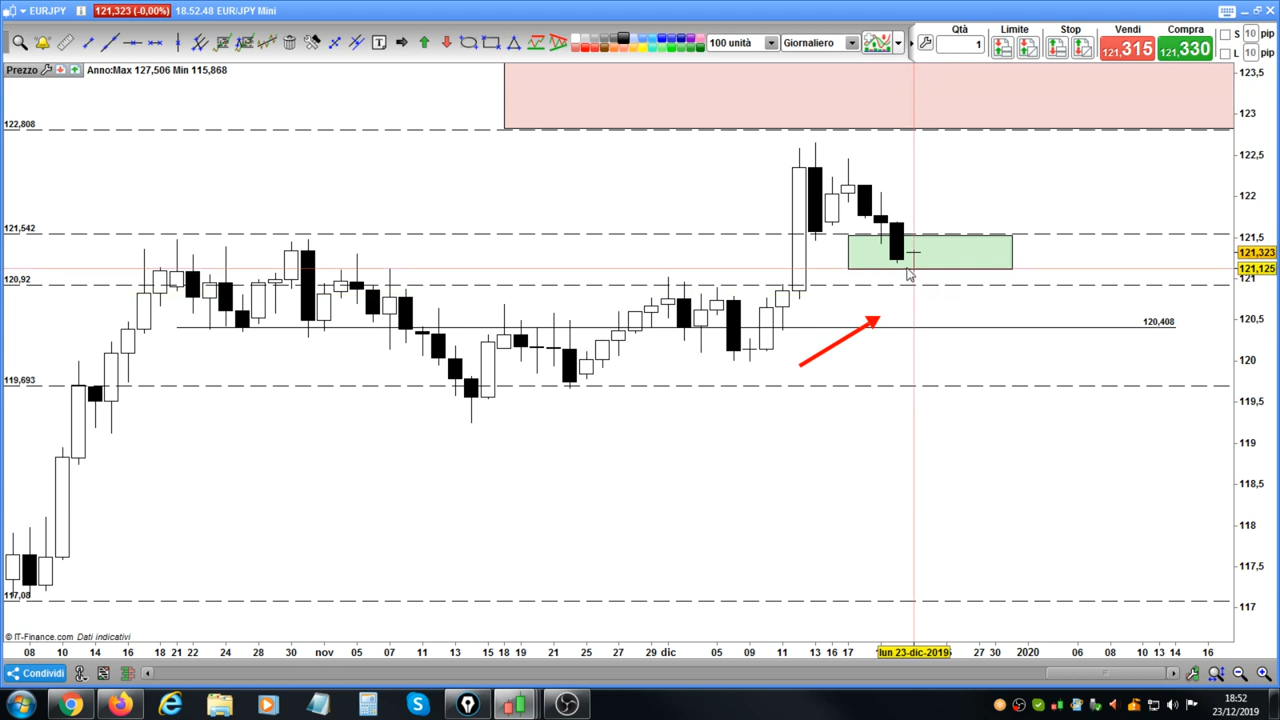 EURJPY 121,323 (-0,00%) 18.52.48 EUR/JPY Mini
100 unità Giornaliero
Qtà Limite Stop Vendi Compra
1 121,315 121,330
S 10 pip
L 10 pip
Prezzo Anno:Max 127,506 Min 115,868
123,5
123
122,808
122,5
122
121,542
121,5
121,323
121,125
121
120,92
120,5
120,408
120
119,693
119,5
119
118,5
118
117,5
117,08
117
© IT-Finance.com Dati indicativi
08 10 14 16 18 21 22 24 28 30 nov 05 07 11 13 15 18 19 21 25 27 29 dic 05 09 11 13 16 17 lun 23-dic-2019 27 30 2020 06 08 10 13 14 16
Condividi
18:52
23/12/2019